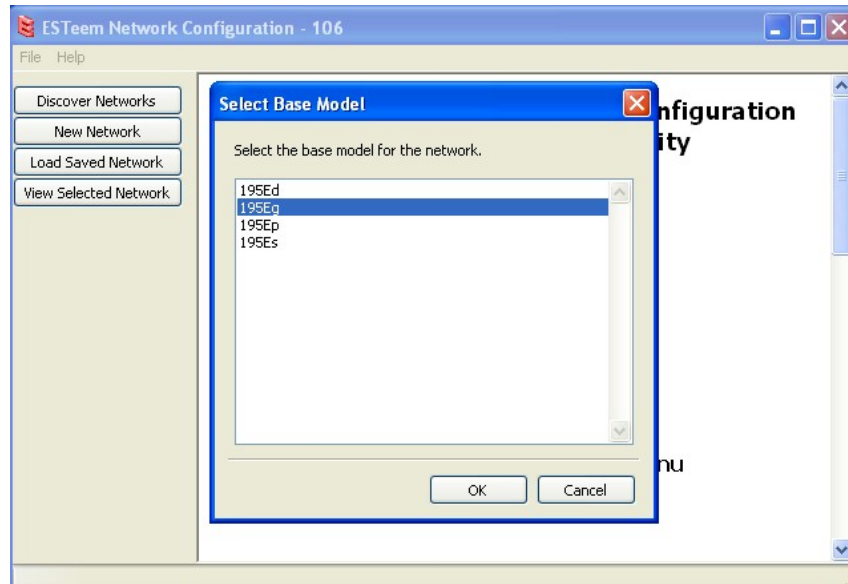 ESTeem Network Configuration - 106
File Help
Discover Networks
New Network
Load Saved Network
View Selected Network
Select Base Model
Select the base model for the network.
195Ed
195Eg
195Ep
195Es
OK Cancel
nfiguration
ity
nu